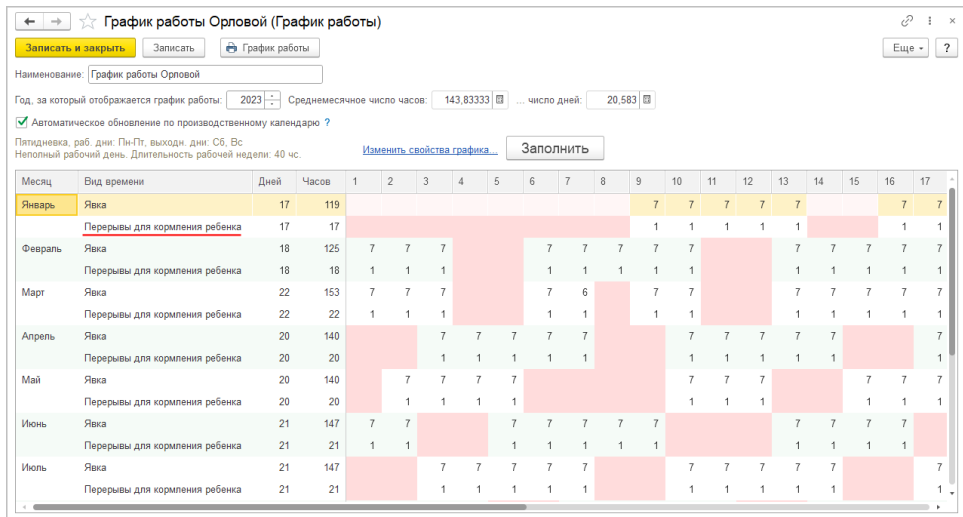 График работы Орловой (График работы)
Записать и закрыть Записать График работы Еще ?
Наименование: График работы Орловой
Год, за который отображается график работы: 2023 Среднемесячное число часов: 143,83333 ... число дней: 20,583
Автоматическое обновление по производственному календарю ?
Пятидневка, раб. дни: Пн-Пт, выходн. дни: Сб, Вс
Неполный рабочий день. Длительность рабочей недели: 40 чс.
Изменить свойства графика... Заполнить
Месяц Вид времени Дней Часов 1 2 3 4 5 6 7 8 9 10 11 12 13 14 15 16 17
Январь Явка 17 119 7 7 7 7 7 7 7
Перерывы для кормления ребенка 17 17 1 1 1 1 1 1 1
Февраль Явка 18 125 7 7 7 7 7 7 7 7 7 7 7 7 7
Перерывы для кормления ребенка 18 18 1 1 1 1 1 1 1 1 1 1 1 1 1
Март Явка 22 153 7 7 7 7 6 7 7 7 7 7 7 7
Перерывы для кормления ребенка 22 22 1 1 1 1 1 1 1 1 1 1 1 1
Апрель Явка 20 140 7 7 7 7 7 7 7 7 7 7 7
Перерывы для кормления ребенка 20 20 1 1 1 1 1 1 1 1 1 1 1
Май Явка 20 140 7 7 7 7 7 7 7 7 7 7
Перерывы для кормления ребенка 20 20 1 1 1 1 1 1 1 1 1 1
Июнь Явка 21 147 7 7 7 7 7 7 7 7 7 7 7
Перерывы для кормления ребенка 21 21 1 1 1 1 1 1 1 1 1 1 1
Июль Явка 21 147 7 7 7 7 7 7 7 7 7 7 7
Перерывы для кормления ребенка 21 21 1 1 1 1 1 1 1 1 1 1 1